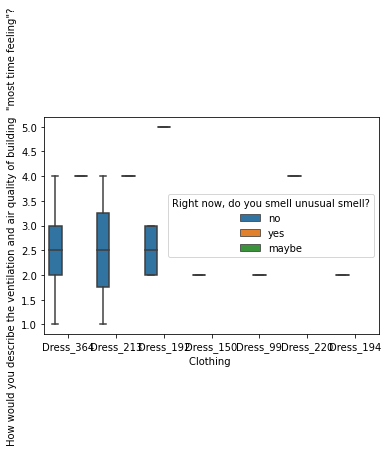 How would you describe the ventilation and air quality of building  "most time feeling"?
5.0
4.5
4.0
3.5
3.0
2.5
2.0
1.5
1.0
Right now, do you smell unusual smell?
no
yes
maybe
Dress_364 Dress_213 Dress_192 Dress_150 Dress_99 Dress_220 Dress_194
Clothing